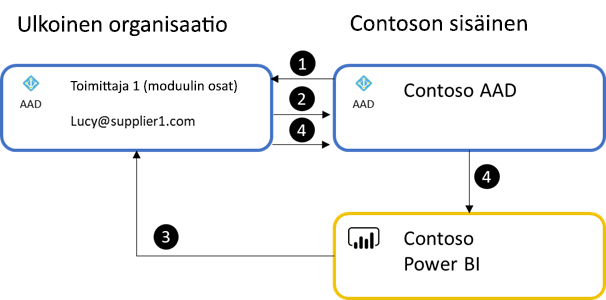 Ulkoinen organisaatio
Contoson sisäinen
AAD
Toimittaja 1 (moduulin osat)
Lucy@supplier1.com
1
2
4
AAD
Contoso AAD
4
3
Contoso
Power BI